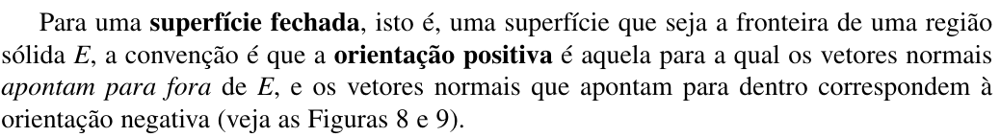 Para uma superfície fechada, isto é, uma superfície que seja a fronteira de uma região
sólida E, a convenção é que a orientação positiva é aquela para a qual os vetores normais
apontam para fora de E, e os vetores normais que apontam para dentro correspondem à
orientação negativa (veja as Figuras 8 e 9).